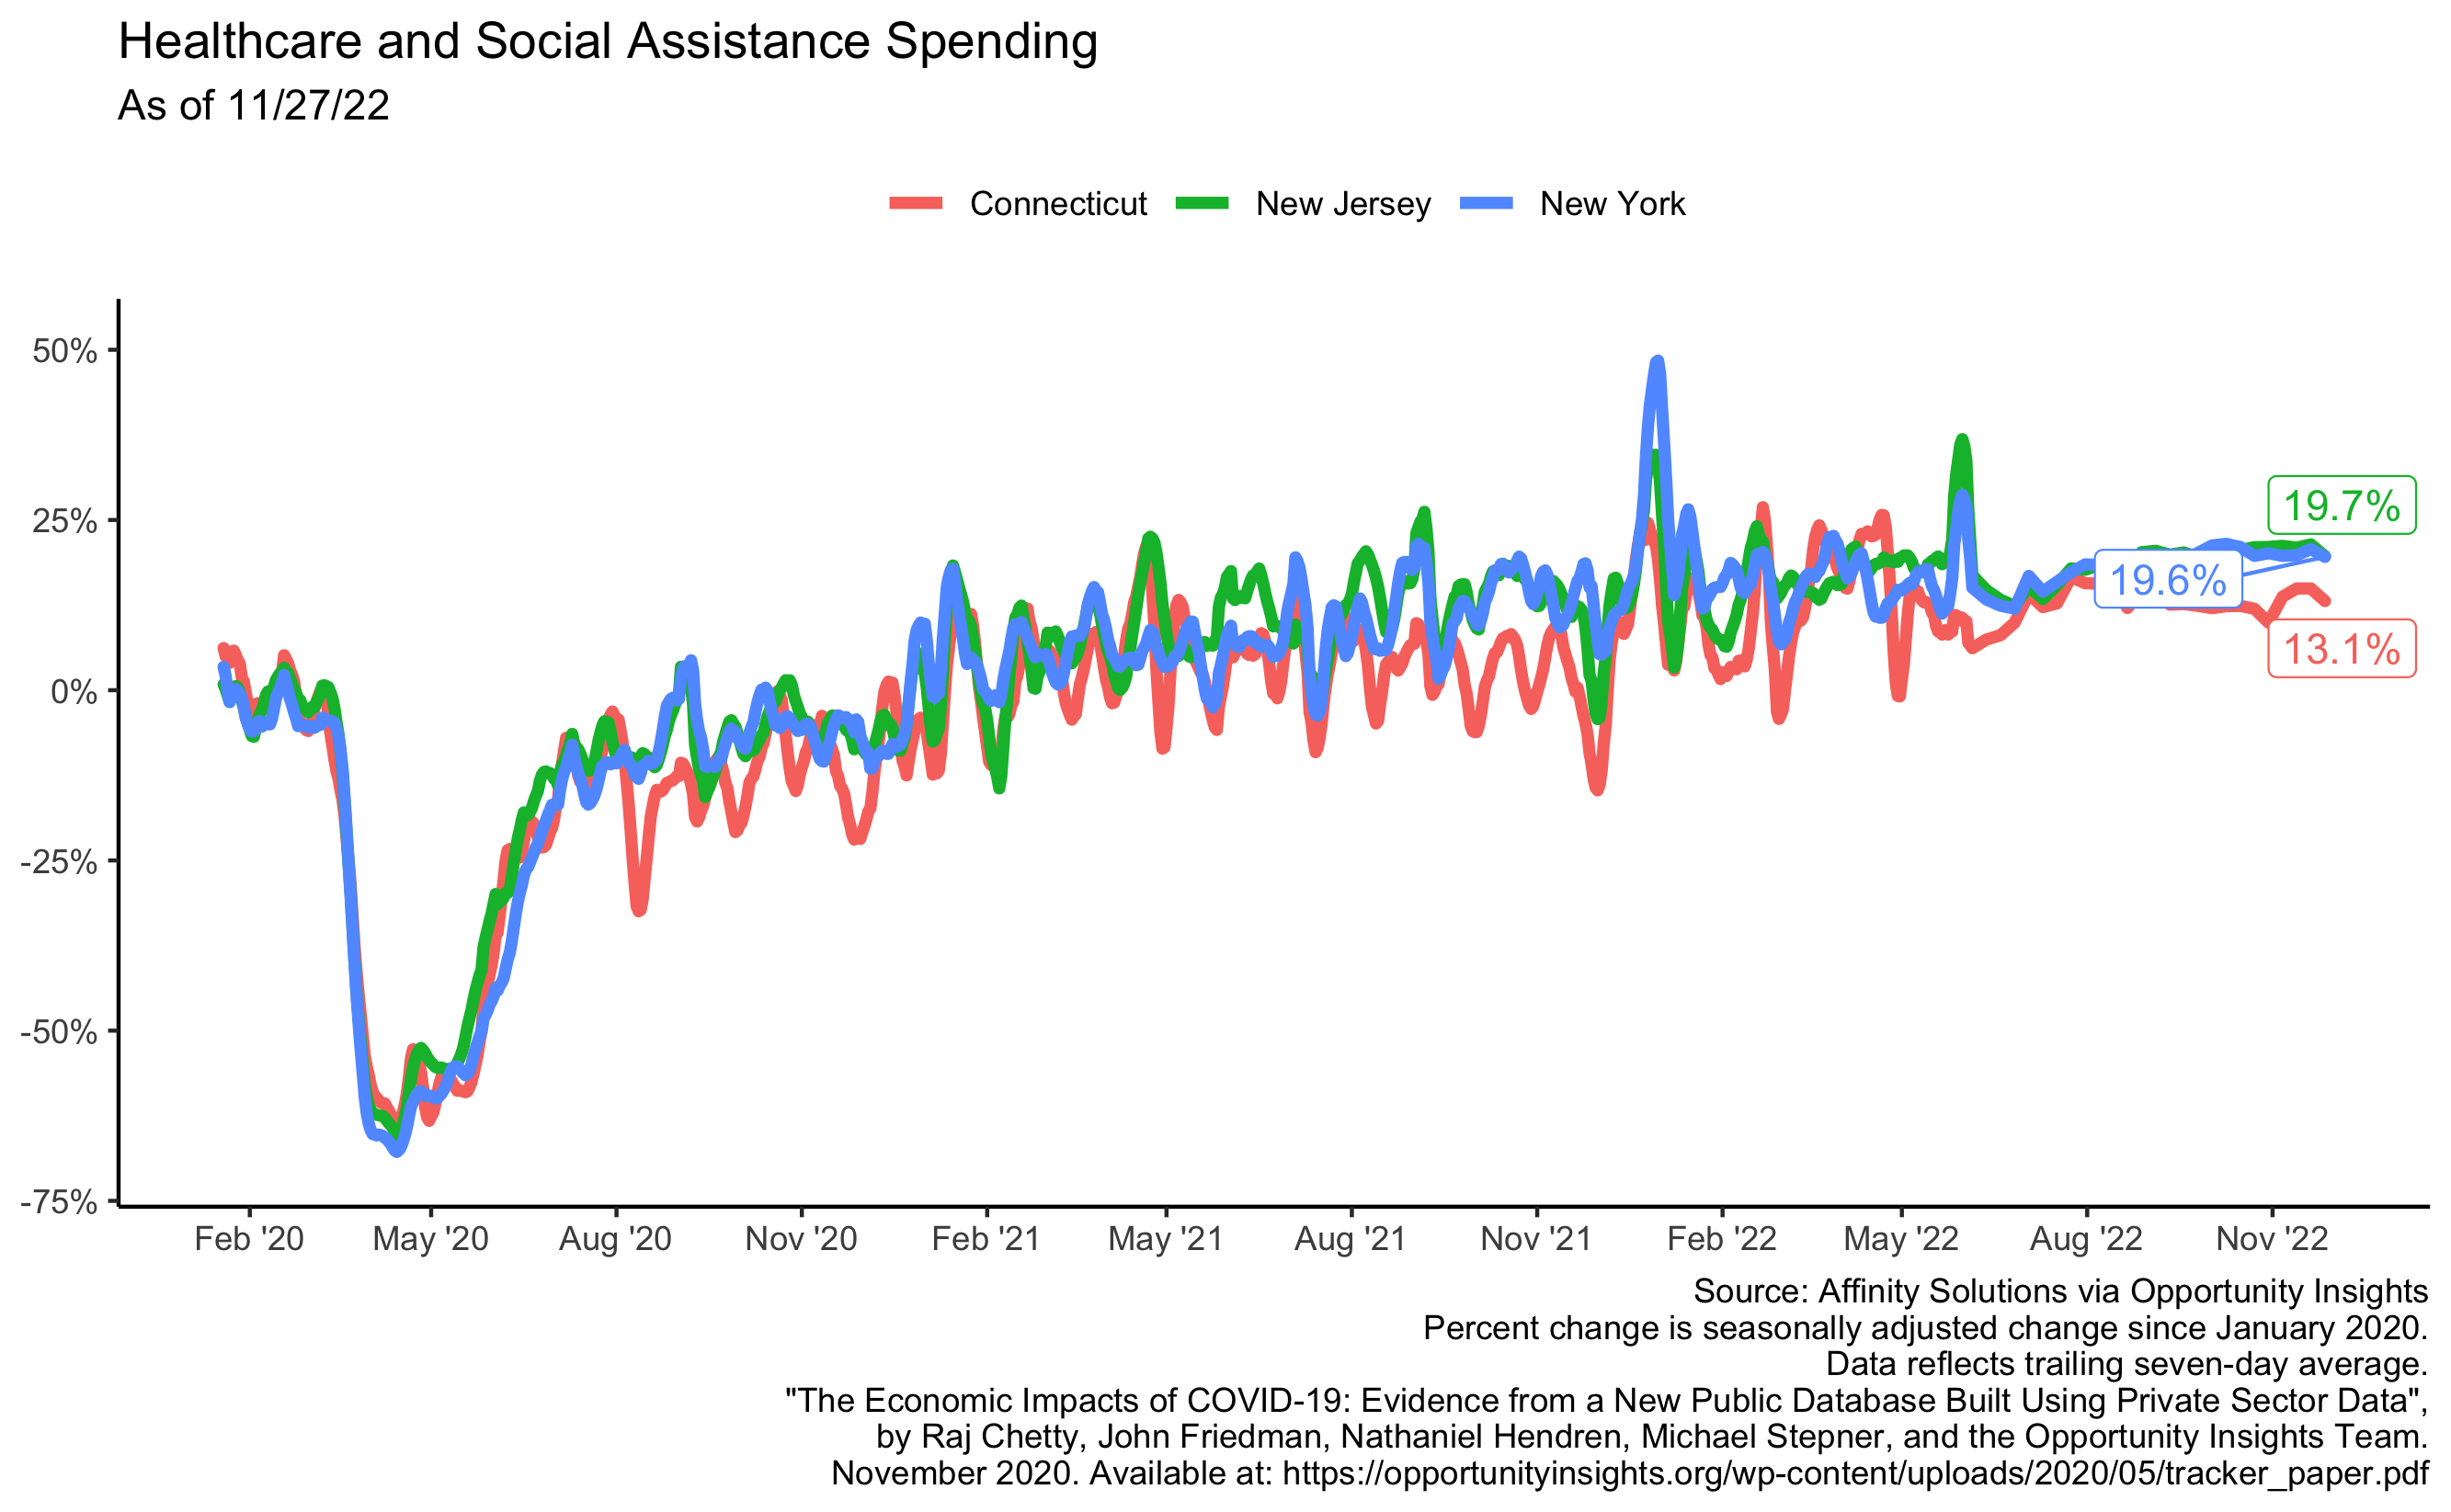 Healthcare and Social Assistance Spending
As of 11/27/22
Connecticut New Jersey New York
50%
25%
0%
-25%
-50%
-75%
19.7%
19.6%
13.1%
Feb '20 May '20 Aug '20 Nov '20 Feb '21 May '21 Aug '21 Nov '21 Feb '22 May '22 Aug '22 Nov '22
Source: Affinity Solutions via Opportunity Insights
Percent change is seasonally adjusted change since January 2020.
Data reflects trailing seven-day average.
"The Economic Impacts of COVID-19: Evidence from a New Public Database Built Using Private Sector Data",
by Raj Chetty, John Friedman, Nathaniel Hendren, Michael Stepner, and the Opportunity Insights Team.
November 2020. Available at: https://opportunityinsights.org/wp-content/uploads/2020/05/tracker_paper.pdf